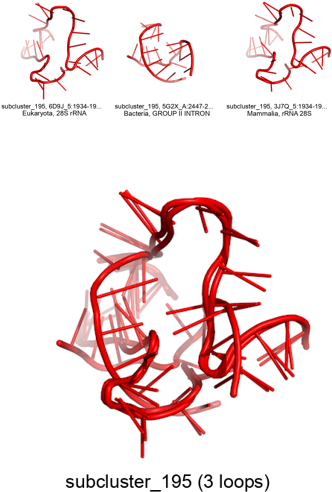 subcluster_195, 6D9J_5:1934-19...
Eukaryota, 28S rRNA
subcluster_195, 5G2X_A:2447-2...
Bacteria, GROUP II INTRON
subcluster_195, 3J7Q_5:1934-19...
Mammalia, rRNA 28S
subcluster_195 (3 loops)